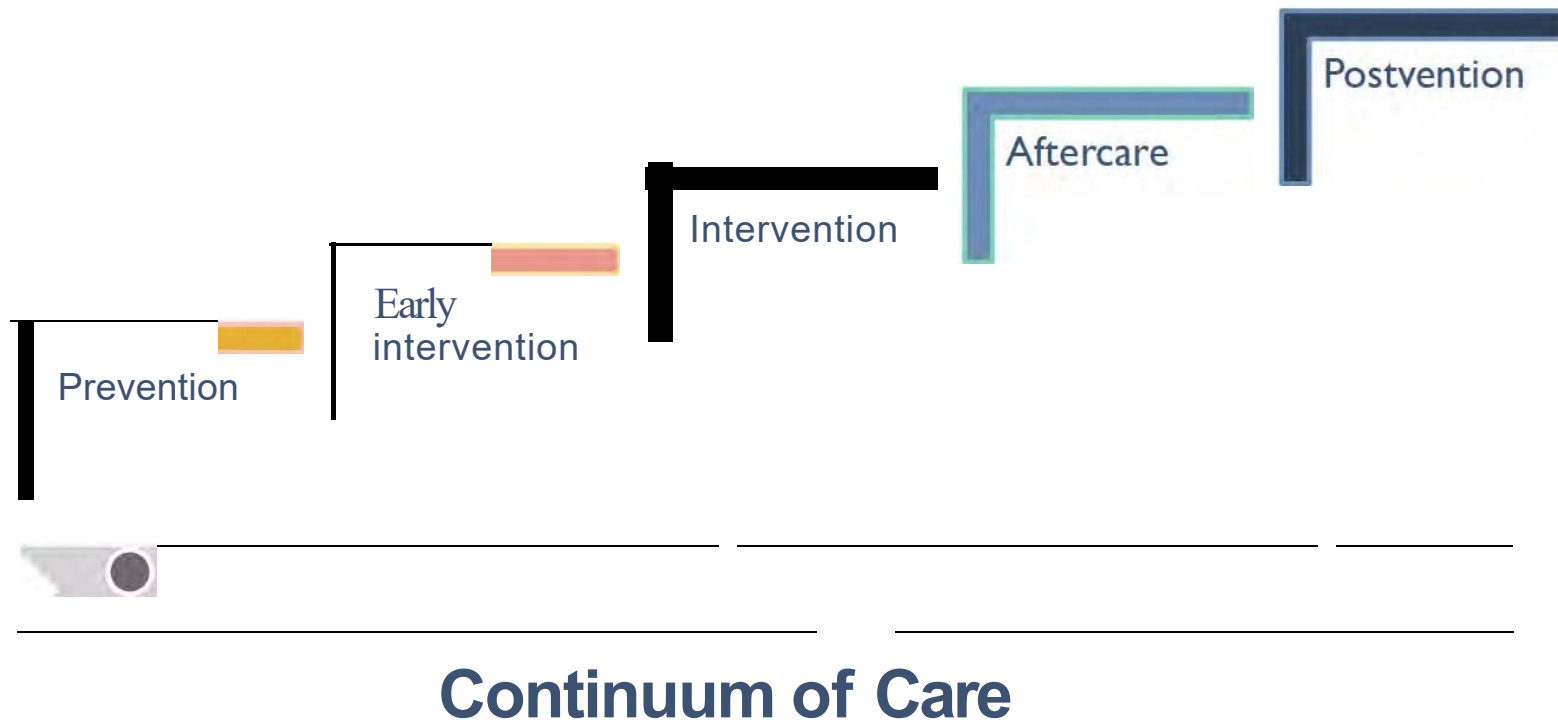 Postvention
Aftercare
Intervention
Early
intervention
Prevention
Continuum of Care